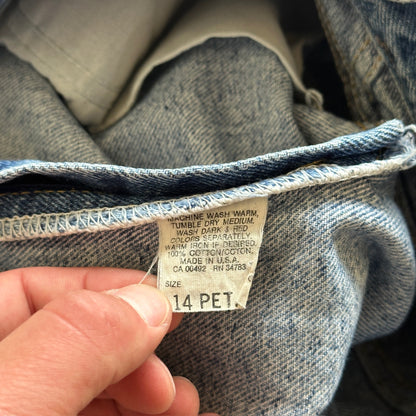 MACHINE WASH WARM,
TUMBLE DRY MEDIUM,
WASH DARK & RED
COLORS SEPARATELY,
WARM IRON IF DESIRED.
100% COTTON/COTON.
MADE IN U.S.A.
CA 00492 RN 34783
SIZE
14 PET.